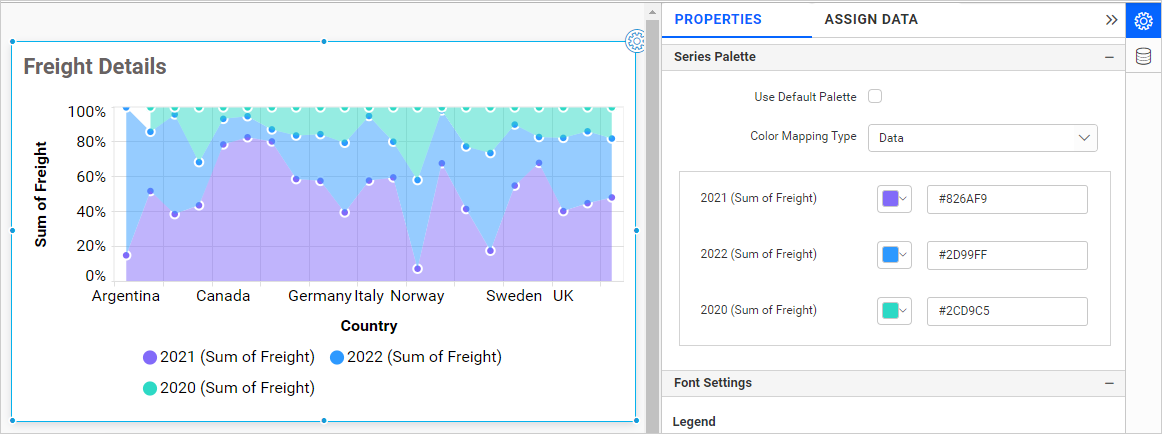 Freight Details
Sum of Freight
100%
80%
60%
40%
20%
0%
Argentina Canada Germany Italy Norway Sweden UK
Country
2021 (Sum of Freight) 2022 (Sum of Freight)
2020 (Sum of Freight)
PROPERTIES ASSIGN DATA
Series Palette
Use Default Palette
Color Mapping Type Data
2021 (Sum of Freight) #826AF9
2022 (Sum of Freight) #2D99FF
2020 (Sum of Freight) #2CD9C5
Font Settings
Legend